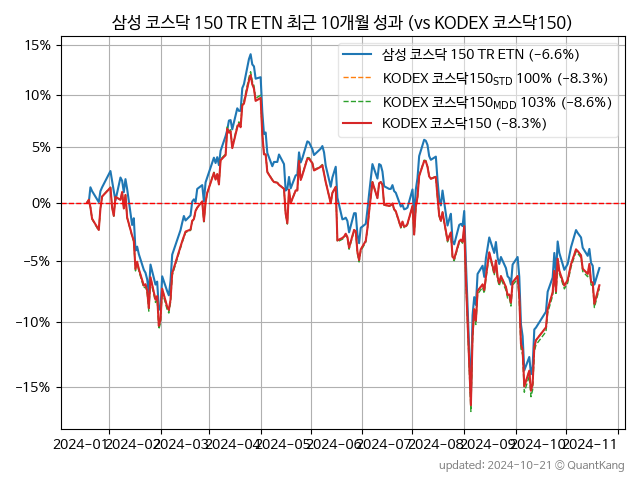 삼성 코스닥 150 TR ETN 최근 10개월 성과 (vs KODEX 코스닥150)
15%
10%
5%
0%
−5%
−10%
−15%
삼성 코스닥 150 TR ETN (−6.6%)
KODEX 코스닥150STD 100% (−8.3%)
KODEX 코스닥150MDD 103% (−8.6%)
KODEX 코스닥150 (−8.3%)
2024-01 2024-02 2024-03 2024-04 2024-05 2024-06 2024-07 2024-08 2024-09 2024-10 2024-11
updated: 2024-10-21 © QuantKang